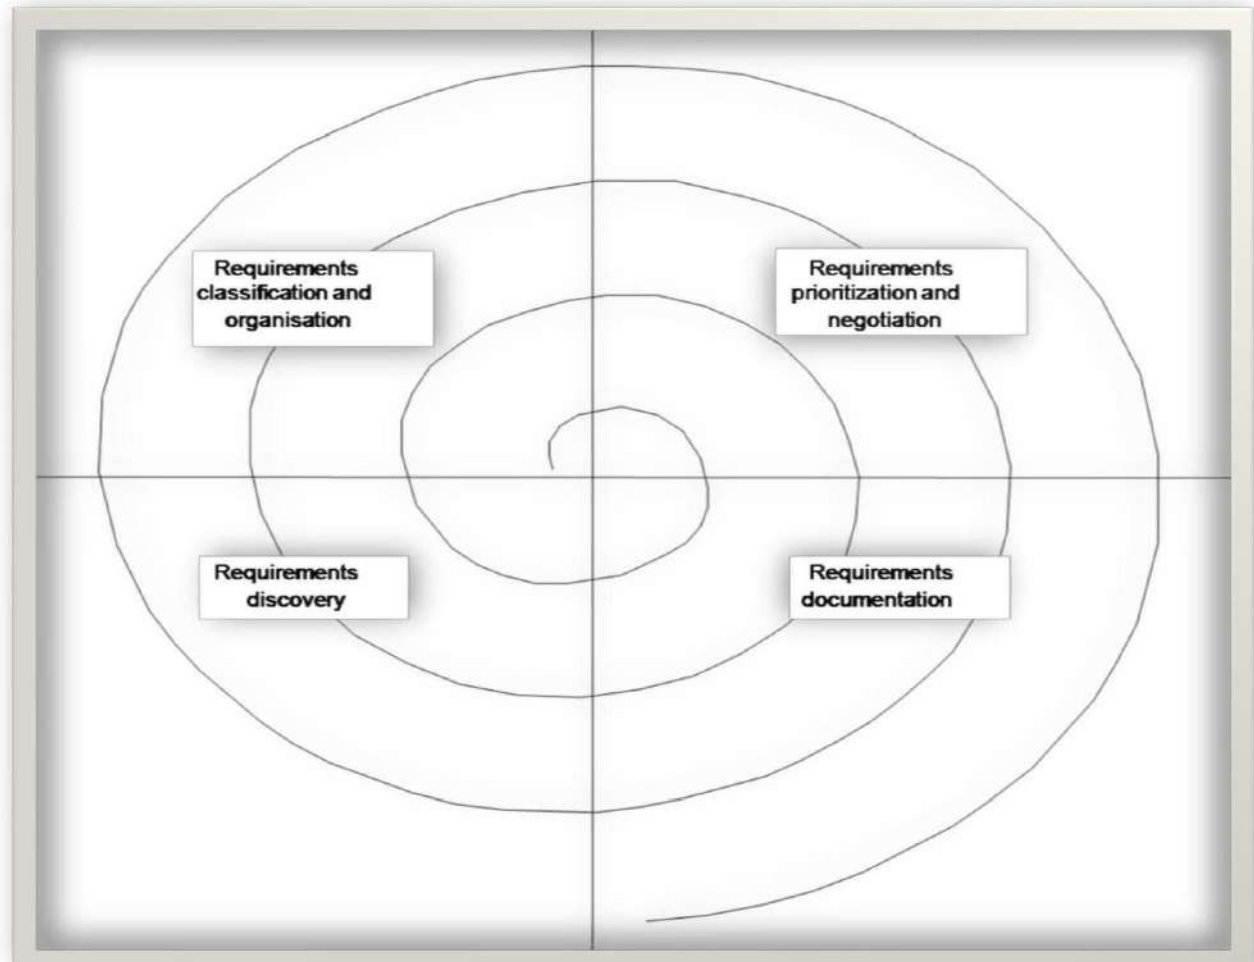 Requirements
classification and
organisation
Requirements
prioritization and
negotiation
Requirements
discovery
Requirements
documentation